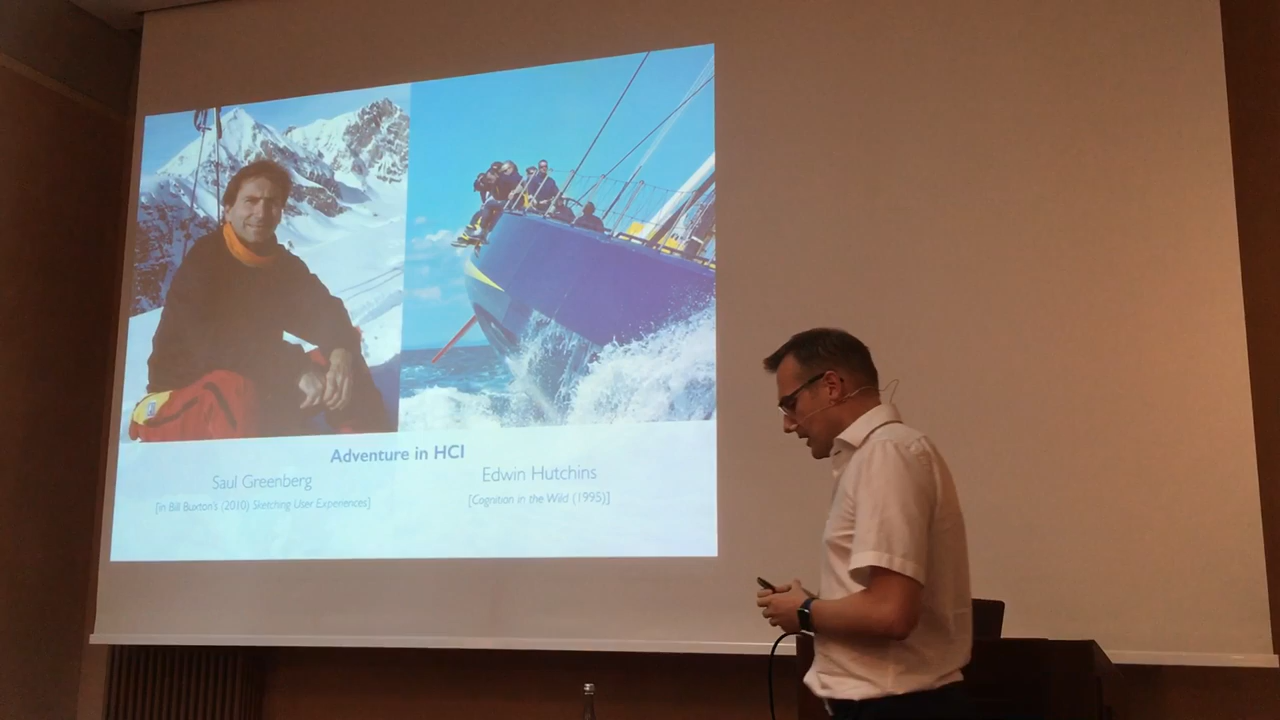 Adventure in HCI
Saul Greenberg
[in Bill Buxton's (2010) Sketching User Experiences]
Edwin Hutchins
[Cognition in the Wild (1995)]